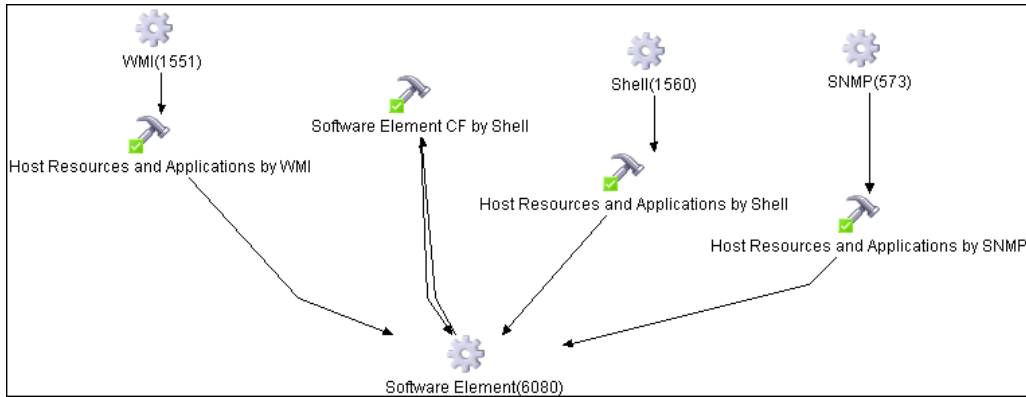 WMI(1551)
Shell(1560)
SNMP(573)
Software Element CF by Shell
Host Resources and Applications by WMI
Host Resources and Applications by Shell
Host Resources and Applications by SNMP
Software Element(6080)